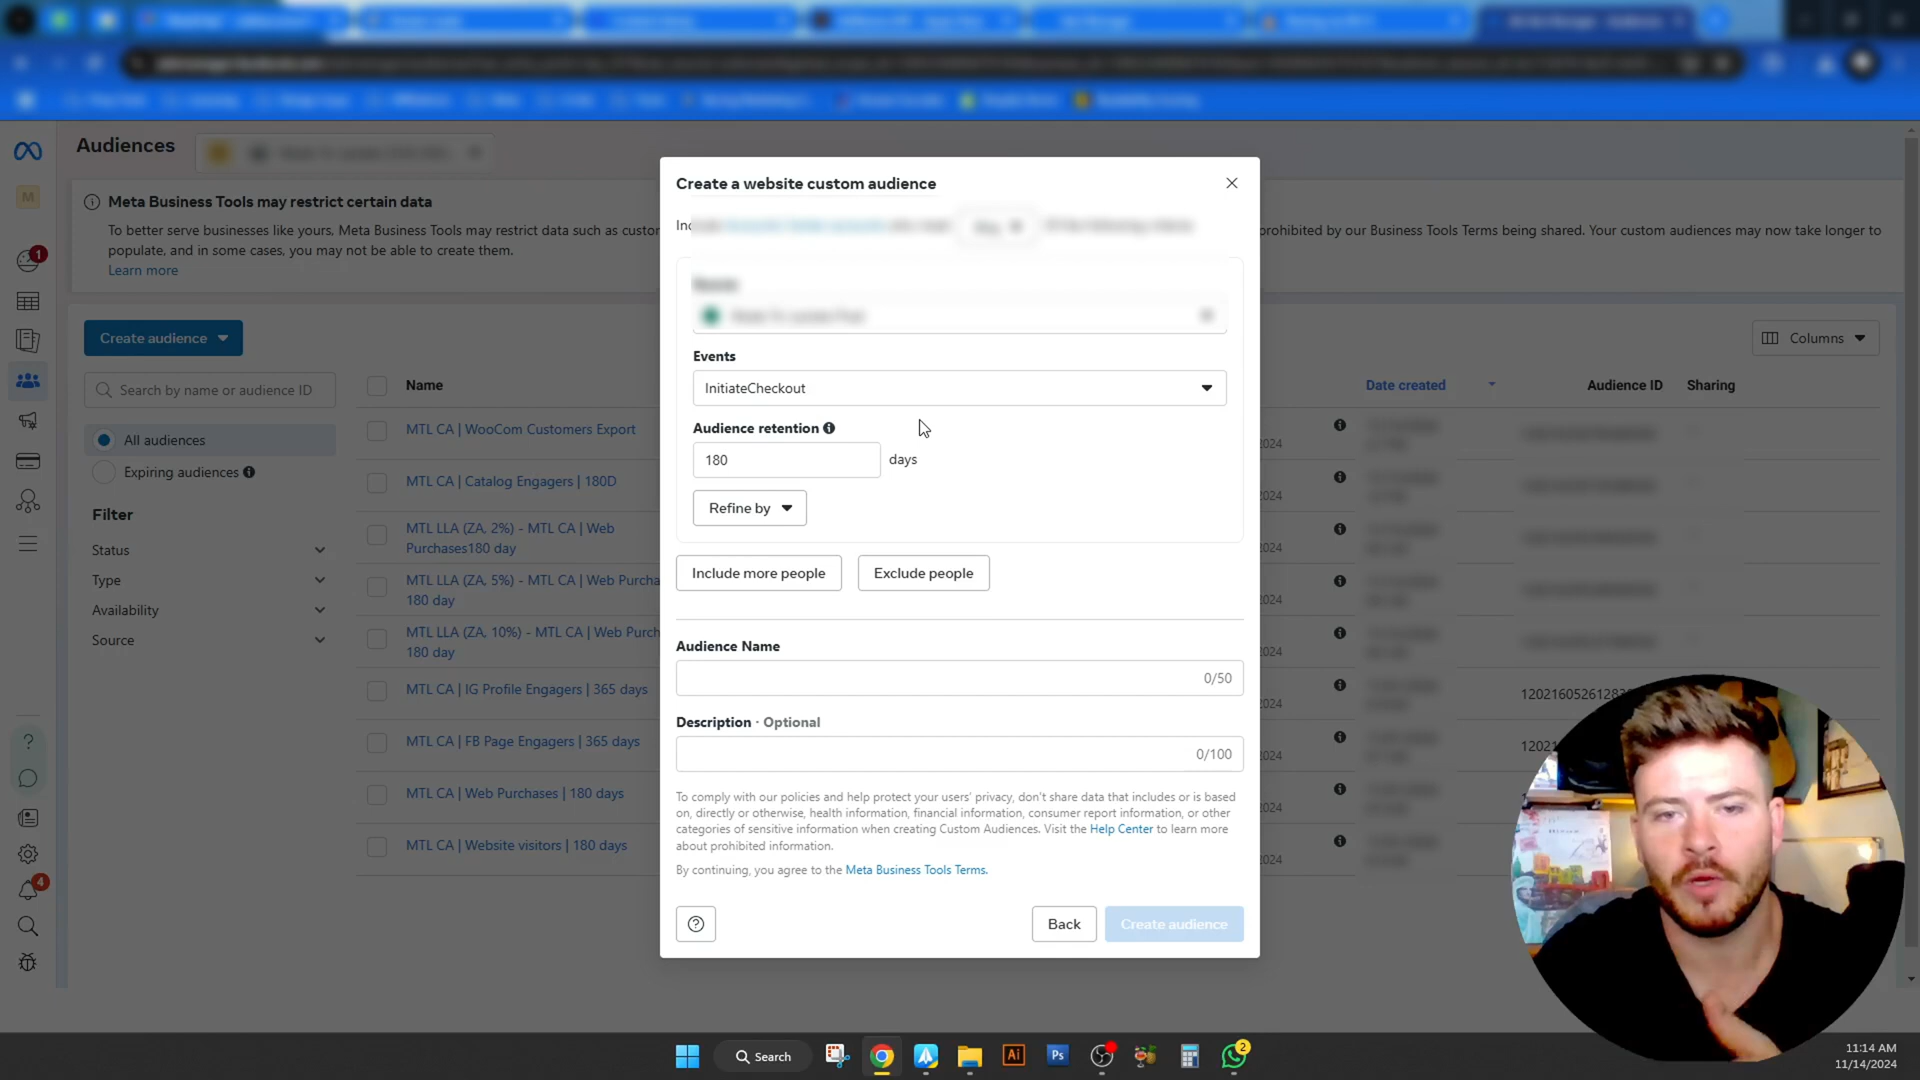 Audiences
M
Meta Business Tools may restrict certain data
To better serve businesses like yours, Meta Business Tools may restrict data such as custom
prohibited by our Business Tools Terms being shared. Your custom audiences may now take longer to
populate, and in some cases, you may not be able to create them.
Learn more
1
Create audience
Columns
Search by name or audience ID
Name
Date created
Audience ID
Sharing
All audiences
Expiring audiences
Filter
Status
Type
Availability
Source
MTL CA | WooCom Customers Export
MTL CA | Catalog Engagers | 180D
MTL LLA (ZA, 2%) - MTL CA | Web
Purchases180 day
MTL LLA (ZA, 5%) - MTL CA | Web Purcha
180 day
MTL LLA (ZA, 10%) - MTL CA | Web Purch
180 day
MTL CA | IG Profile Engagers | 365 days
MTL CA | FB Page Engagers | 365 days
MTL CA | Web Purchases | 180 days
MTL CA | Website visitors | 180 days
4
Create a website custom audience
Events
InitiateCheckout
Audience retention
180
days
Refine by
Include more people
Exclude people
Audience Name
0/50
Description · Optional
0/100
To comply with our policies and help protect your users' privacy, don't share data that includes or is based
on, directly or otherwise, health information, financial information, consumer report information, or other
categories of sensitive information when creating Custom Audiences. Visit the Help Center to learn more
about prohibited information.
By continuing, you agree to the Meta Business Tools Terms.
Back
Create audience
Search
Ai
Ps
2
11:14 AM
11/14/2024